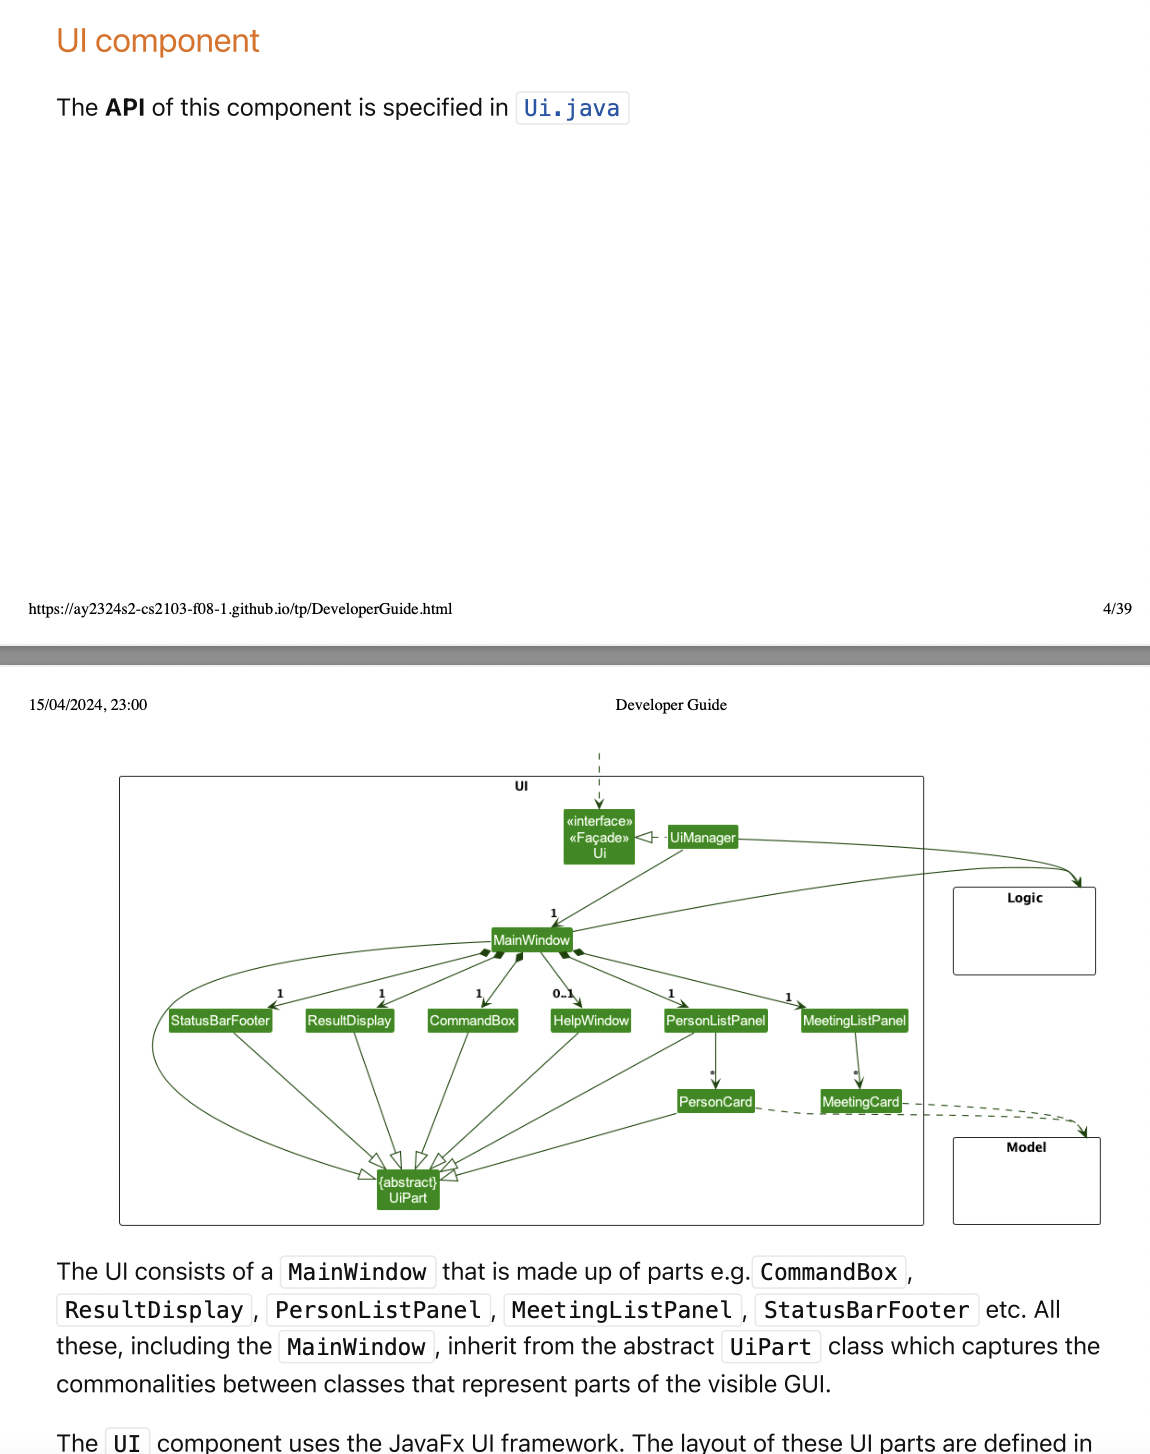 UI component
The API of this component is specified in Ui.java
https://ay2324s2-cs2103-f08-1.github.io/tp/DeveloperGuide.html 4/39
15/04/2024, 23:00 Developer Guide
UI
«interface»
«Façade»
Ui
UiManager
Logic
1
MainWindow
1 1 1 0..1 1 1
StatusBarFooter ResultDisplay CommandBox HelpWindow PersonListPanel MeetingListPanel
* *
PersonCard MeetingCard
Model
{abstract}
UiPart
The UI consists of a MainWindow that is made up of parts e.g. CommandBox ,
ResultDisplay , PersonListPanel , MeetingListPanel , StatusBarFooter etc. All
these, including the MainWindow , inherit from the abstract UiPart class which captures the
commonalities between classes that represent parts of the visible GUI.
The UI component uses the JavaFx UI framework. The layout of these UI parts are defined in